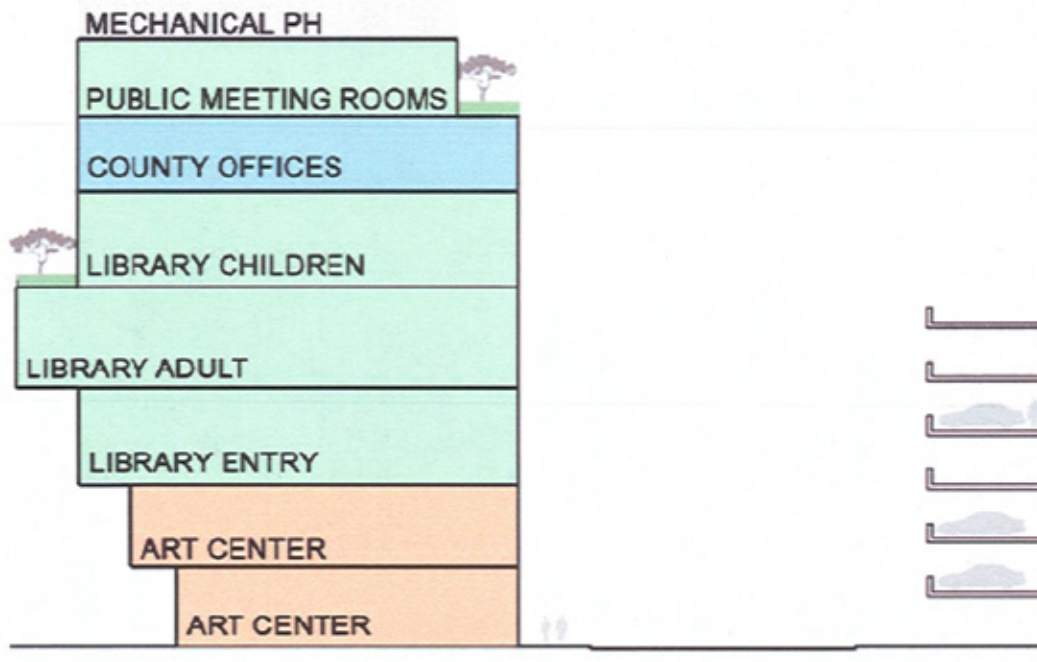 MECHANICAL PH
PUBLIC MEETING ROOMS
COUNTY OFFICES
LIBRARY CHILDREN
LIBRARY ADULT
LIBRARY ENTRY
ART CENTER
ART CENTER